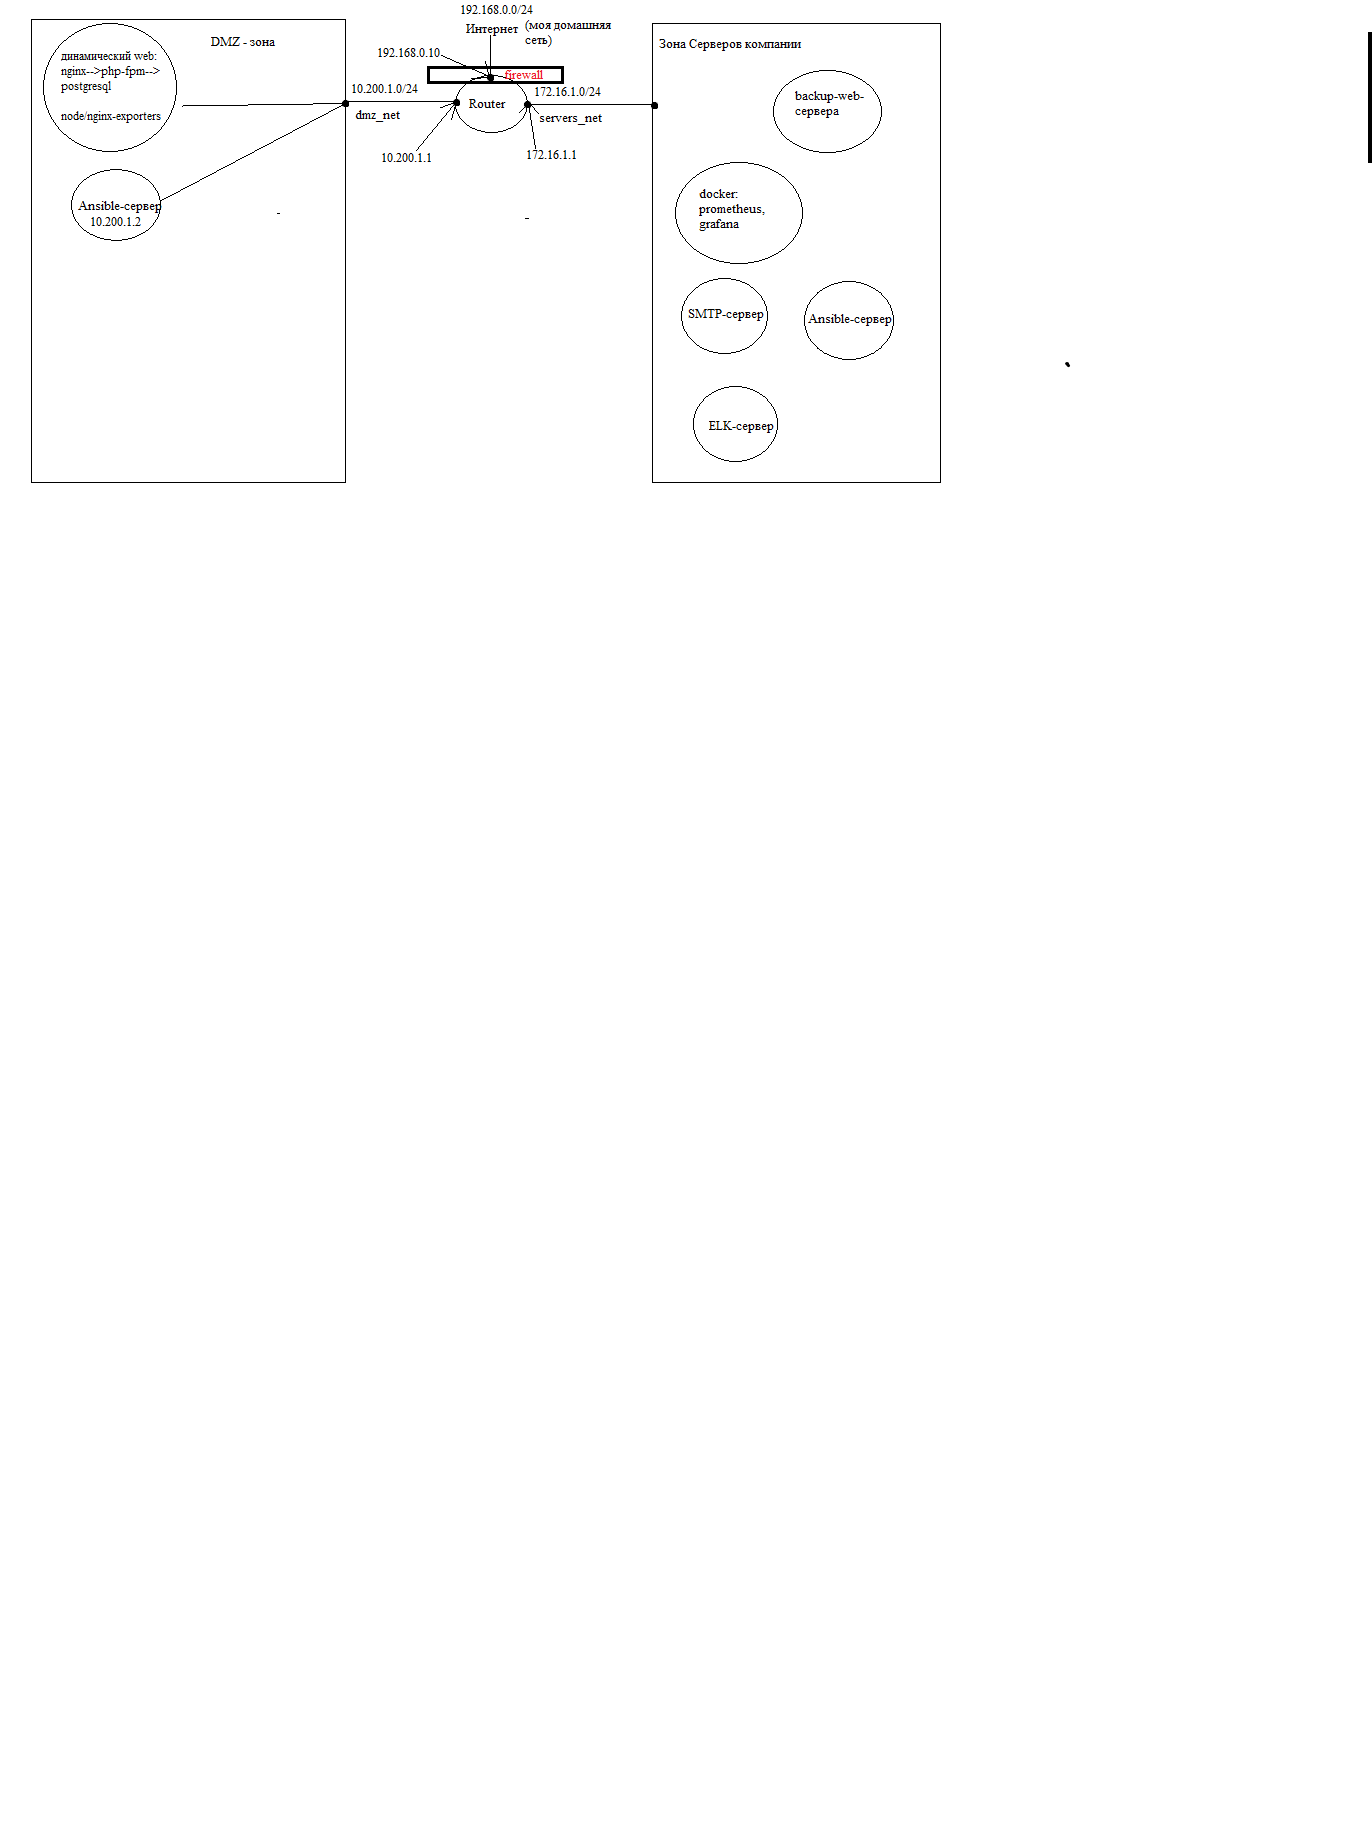 192.168.0.0/24
Интернет
(моя домашняя
сеть)
192.168.0.10
firewall
DMZ - зона
динамический web:
nginx-->php-fpm-->
postgresql
node/nginx-exporters
Ansible-сервер
10.200.1.2
10.200.1.0/24
dmz_net
10.200.1.1
Router
172.16.1.0/24
servers_net
172.16.1.1
Зона Серверов компании
backup-web-
сервера
docker:
prometheus,
grafana
SMTP-сервер
Ansible-сервер
ELK-сервер